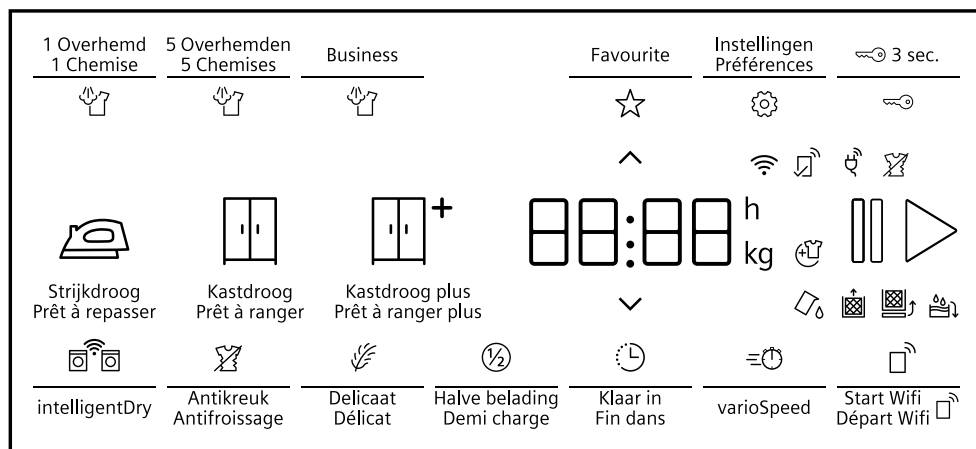 1 Overhemd
1 Chemise
5 Overhemden
5 Chemises
Business
Favourite
Instellingen
Préférences
3 sec.
88:88 h
kg
Strijkdroog
Prêt à repasser
Kastdroog
Prêt à ranger
Kastdroog plus
Prêt à ranger plus
½
intelligentDry
Antikreuk
Antifroissage
Delicaat
Délicat
Halve belading
Demi charge
Klaar in
Fin dans
varioSpeed
Start Wifi
Départ Wifi